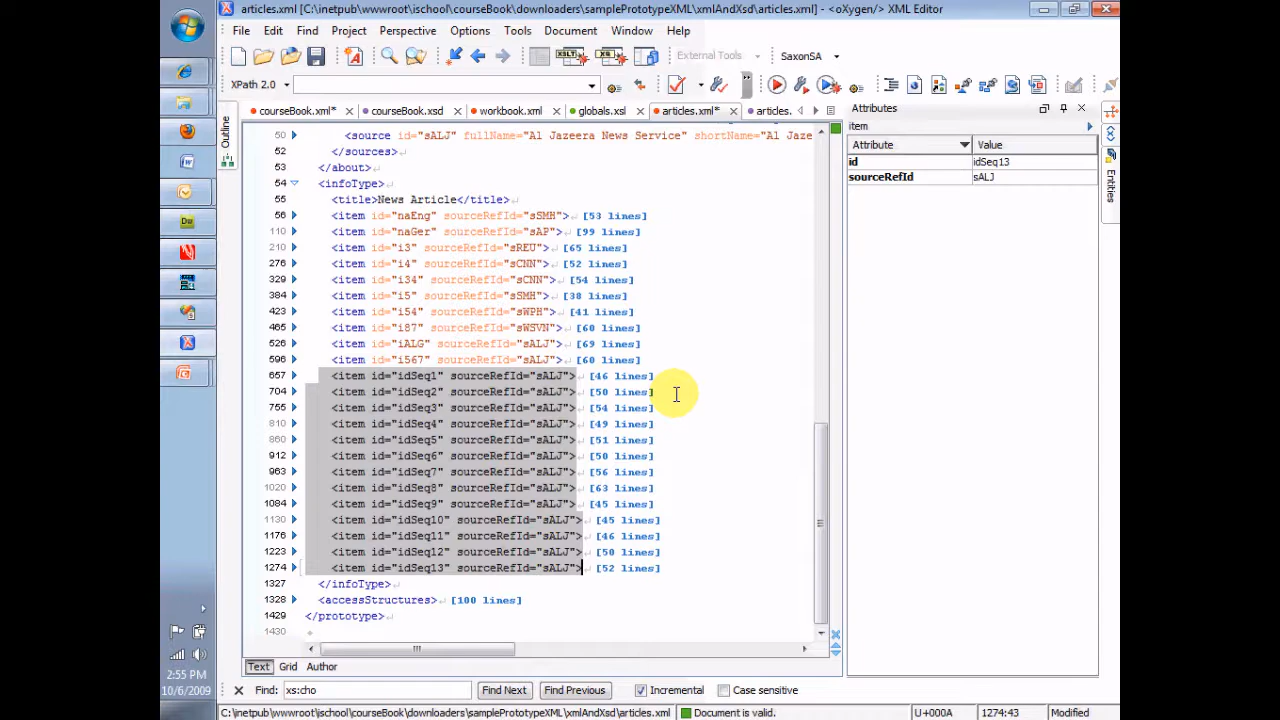 articles.xml [C:\inetpub\wwwroot\ischool\courseBook\downloaders\samplePrototypeXML\xmlAndXsd\articles.xml] - <oXygen/> XML Editor
File Edit Find Project Perspective Options Tools Document Window Help
External Tools SaxonSA
XPath 2.0
courseBook.xml* courseBook.xsd workbook.xml globals.xsl articles.xml* articles.
Outline
Attributes
item
Attribute Value
id idSeq13
sourceRefId sALJ
Entities
50 <source id="sALJ" fullName="Al Jazeera News Service" shortName="Al Jaze
52 </sources>
53 </about>
54 <infoType>
55 <title>News Article</title>
56 <item id="naEng" sourceRefId="sSMH"> [53 lines]
110 <item id="naGer" sourceRefId="sAP"> [99 lines]
210 <item id="i3" sourceRefId="sREU"> [65 lines]
276 <item id="i4" sourceRefId="sCNN"> [52 lines]
329 <item id="i34" sourceRefId="sCNN"> [54 lines]
384 <item id="i5" sourceRefId="sSMH"> [38 lines]
423 <item id="i54" sourceRefId="sWPH"> [41 lines]
465 <item id="i87" sourceRefId="sWSVN"> [60 lines]
526 <item id="iALG" sourceRefId="sALJ"> [69 lines]
596 <item id="i567" sourceRefId="sALJ"> [60 lines]
657 <item id="idSeq1" sourceRefId="sALJ"> [46 lines]
704 <item id="idSeq2" sourceRefId="sALJ"> [50 lines]
755 <item id="idSeq3" sourceRefId="sALJ"> [54 lines]
810 <item id="idSeq4" sourceRefId="sALJ"> [49 lines]
860 <item id="idSeq5" sourceRefId="sALJ"> [51 lines]
912 <item id="idSeq6" sourceRefId="sALJ"> [50 lines]
963 <item id="idSeq7" sourceRefId="sALJ"> [56 lines]
1020 <item id="idSeq8" sourceRefId="sALJ"> [63 lines]
1084 <item id="idSeq9" sourceRefId="sALJ"> [45 lines]
1130 <item id="idSeq10" sourceRefId="sALJ"> [45 lines]
1176 <item id="idSeq11" sourceRefId="sALJ"> [46 lines]
1223 <item id="idSeq12" sourceRefId="sALJ"> [50 lines]
1274 <item id="idSeq13" sourceRefId="sALJ"> [52 lines]
1327 </infoType>
1328 <accessStructures> [100 lines]
1429 </prototype>
1430
Text Grid Author
Find: xs:cho Find Next Find Previous Incremental Case sensitive
C:\inetpub\wwwroot\ischool\courseBook\downloaders\samplePrototypeXML\xmlAndXsd\articles.xml Document is valid. U+000A 1274:43 Modified
2:55 PM
10/6/2009